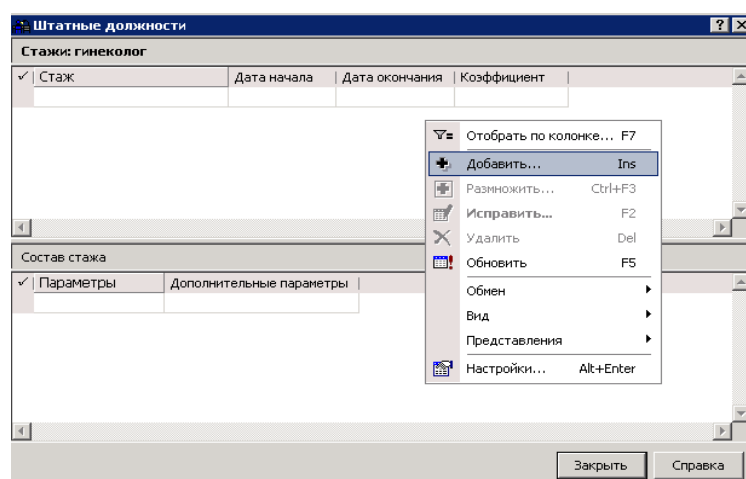 Штатные должности
Стажи: гинеколог
Стаж Дата начала Дата окончания Коэффициент
Отобрать по колонке... F7
Добавить... Ins
Размножить... Ctrl+F3
Исправить... F2
Удалить Del
Обновить F5
Обмен
Вид
Представления
Настройки... Alt+Enter
Состав стажа
Параметры Дополнительные параметры
Закрыть Справка